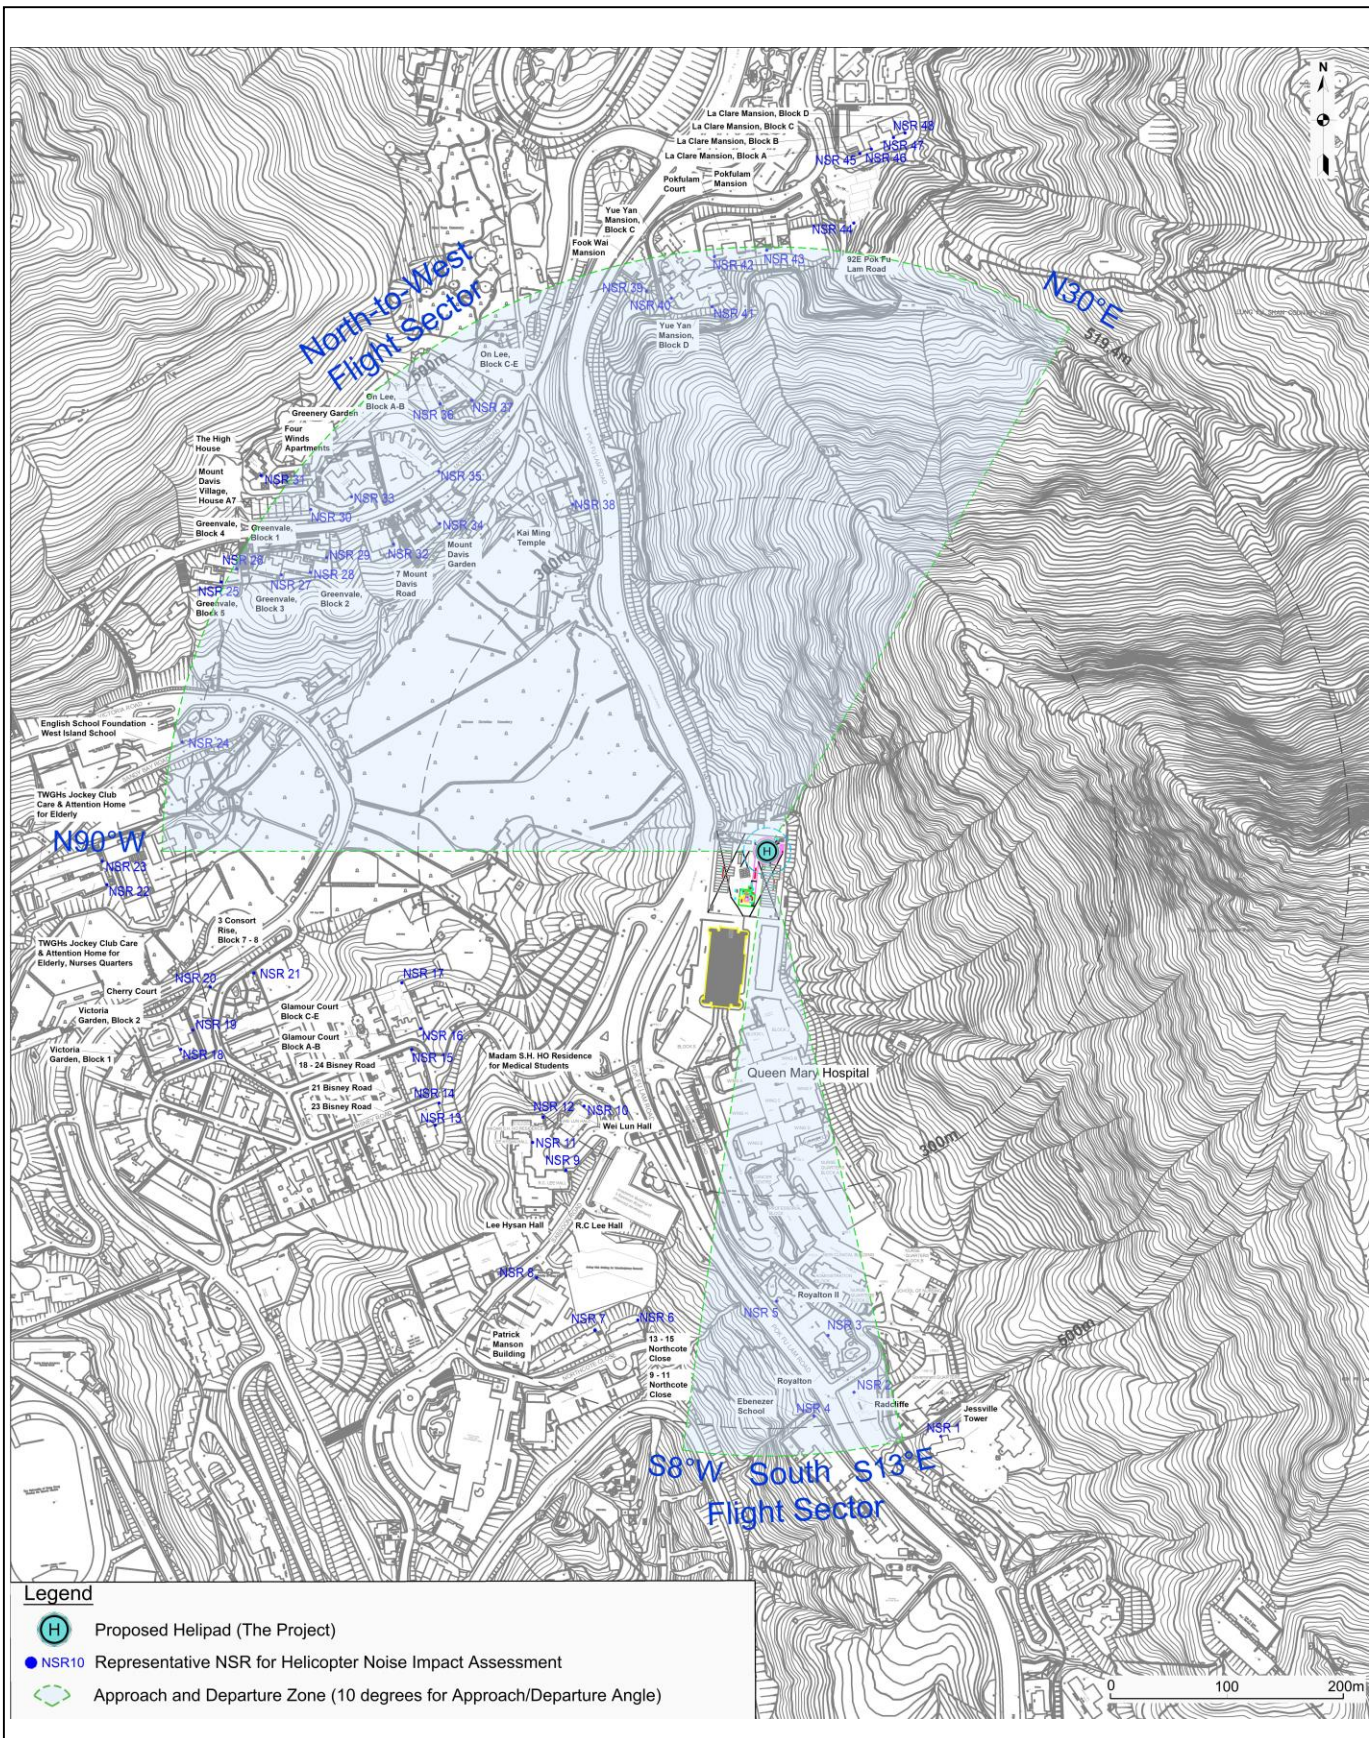 N
La Clare Mansion, Block D
La Clare Mansion, Block C
La Clare Mansion, Block B
La Clare Mansion, Block A
Pokfulam
Court
Pokfulam
Mansion
NSR 48
NSR 47
NSR 46
NSR 45
NSR 44
Yue Yan
Mansion,
Block C
Fook Wai
Mansion
92E Pok Fu
Lam Road
NSR 43
NSR 42
NSR 41
NSR 40
NSR 39
Yue Yan
Mansion,
Block D
N30°E
519.4m
North-to-West
Flight Sector
500m
On Lee,
Block C-E
On Lee,
Block A-B
NSR 36
NSR 37
Greenery Garden
Four
Winds
Apartments
The High
House
Mount
Davis
Village,
House A7
NSR 31
NSR 33
NSR 35
NSR 30
NSR 34
NSR 38
Greenvale,
Block 4
Greenvale,
Block 1
Kai Ming
Temple
NSR 26
NSR 29
NSR 32
Mount
Davis
Garden
300m
NSR 25
NSR 27
NSR 28
7 Mount
Davis
Road
Greenvale,
Block 5
Greenvale,
Block 3
Greenvale,
Block 2
VICTORIA ROAD
English School Foundation -
West Island School
NSR 24
TWGHs Jockey Club
Care & Attention Home
for Elderly
N90°W
H
NSR 23
NSR 22
3 Consort
Rise,
Block 7 - 8
TWGHs Jockey Club Care
& Attention Home for
Elderly, Nurses Quarters
Cherry Court
NSR 20
NSR 21
NSR 17
Victoria
Garden, Block 2
Glamour Court
Block C-E
NSR 19
Glamour Court
Block A-B
NSR 16
Victoria
Garden, Block 1
NSR 18
NSR 15
18 - 24 Bisney Road
Madam S.H. HO Residence
for Medical Students
Queen Mary Hospital
21 Bisney Road
NSR 14
23 Bisney Road
NSR 13
NSR 12
NSR 10
Wei Lun Hall
NSR 11
NSR 9
300m
R.C. LEE HALL
Lee Hysan Hall
R.C Lee Hall
NSR 8
Royalton II
NSR 5
NSR 7
NSR 6
NSR 3
500m
Patrick
Manson
Building
13 - 15
Northcote
Close
NORTHCOTE CLOSE
9 - 11
Northcote
Close
Royalton
NSR 2
Ebenezer
School
Radcliffe
NSR 4
Jessville
Tower
NSR 1
S8°W South S13°E
Flight Sector
Legend
H Proposed Helipad (The Project)
NSR10 Representative NSR for Helicopter Noise Impact Assessment
Approach and Departure Zone (10 degrees for Approach/Departure Angle)
0 100 200m